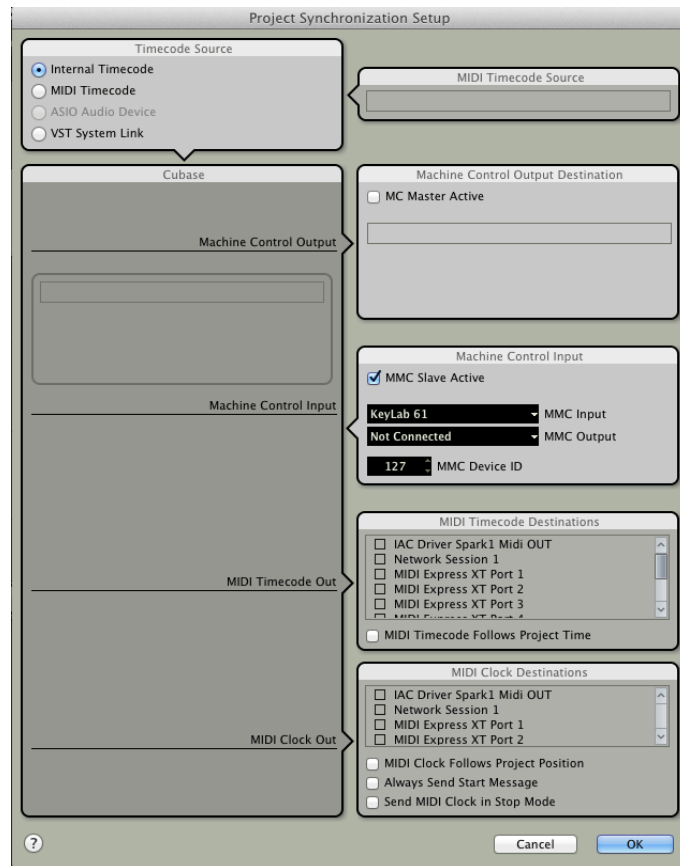 Project Synchronization Setup
Timecode Source
Internal Timecode
MIDI Timecode
ASIO Audio Device
VST System Link
MIDI Timecode Source
Cubase
Machine Control Output
Machine Control Input
MIDI Timecode Out
MIDI Clock Out
Machine Control Output Destination
MC Master Active
Machine Control Input
MMC Slave Active
KeyLab 61 MMC Input
Not Connected MMC Output
127 MMC Device ID
MIDI Timecode Destinations
IAC Driver Spark1 Midi OUT
Network Session 1
MIDI Express XT Port 1
MIDI Express XT Port 2
MIDI Express XT Port 3
MIDI Express XT Port 4
MIDI Timecode Follows Project Time
MIDI Clock Destinations
IAC Driver Spark1 Midi OUT
Network Session 1
MIDI Express XT Port 1
MIDI Express XT Port 2
MIDI Clock Follows Project Position
Always Send Start Message
Send MIDI Clock in Stop Mode
?
Cancel OK